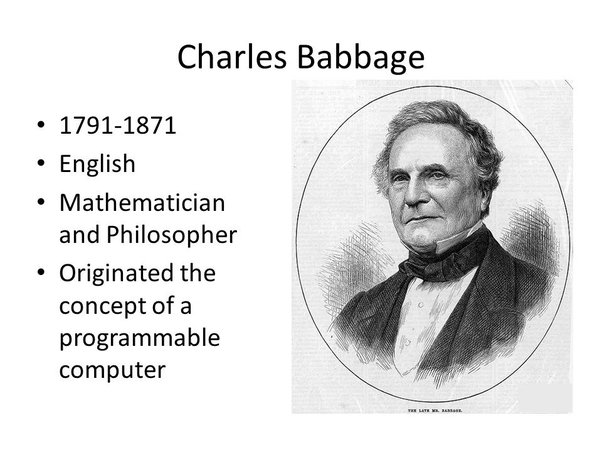 Charles Babbage
• 1791-1871
• English
• Mathematician
and Philosopher
• Originated the
concept of a
programmable
computer
THE LATE MR. BABBAGE.